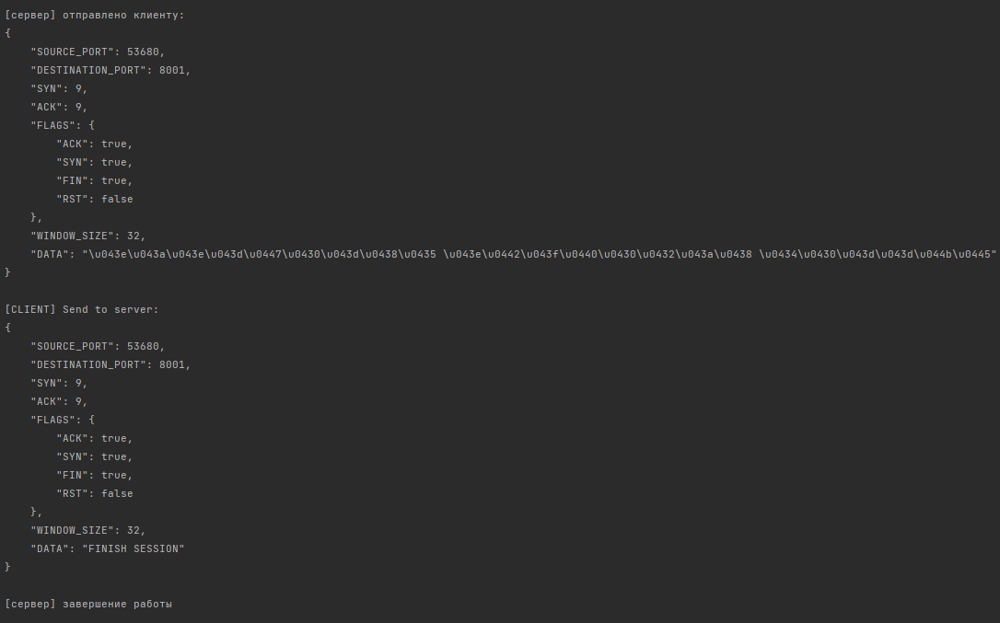 [сервер] отправлено клиенту:
{
    "SOURCE_PORT": 53680,
    "DESTINATION_PORT": 8001,
    "SYN": 9,
    "ACK": 9,
    "FLAGS": {
        "ACK": true,
        "SYN": true,
        "FIN": true,
        "RST": false
    },
    "WINDOW_SIZE": 32,
    "DATA": "\u043e\u043a\u043e\u043d\u0447\u0430\u043d\u0438\u0435 \u043e\u0442\u043f\u0440\u0430\u0432\u043a\u0438 \u0434\u0430\u043d\u043d\u044b\u0445"
}
[CLIENT] Send to server:
{
    "SOURCE_PORT": 53680,
    "DESTINATION_PORT": 8001,
    "SYN": 9,
    "ACK": 9,
    "FLAGS": {
        "ACK": true,
        "SYN": true,
        "FIN": true,
        "RST": false
    },
    "WINDOW_SIZE": 32,
    "DATA": "FINISH SESSION"
}
[сервер] завершение работы